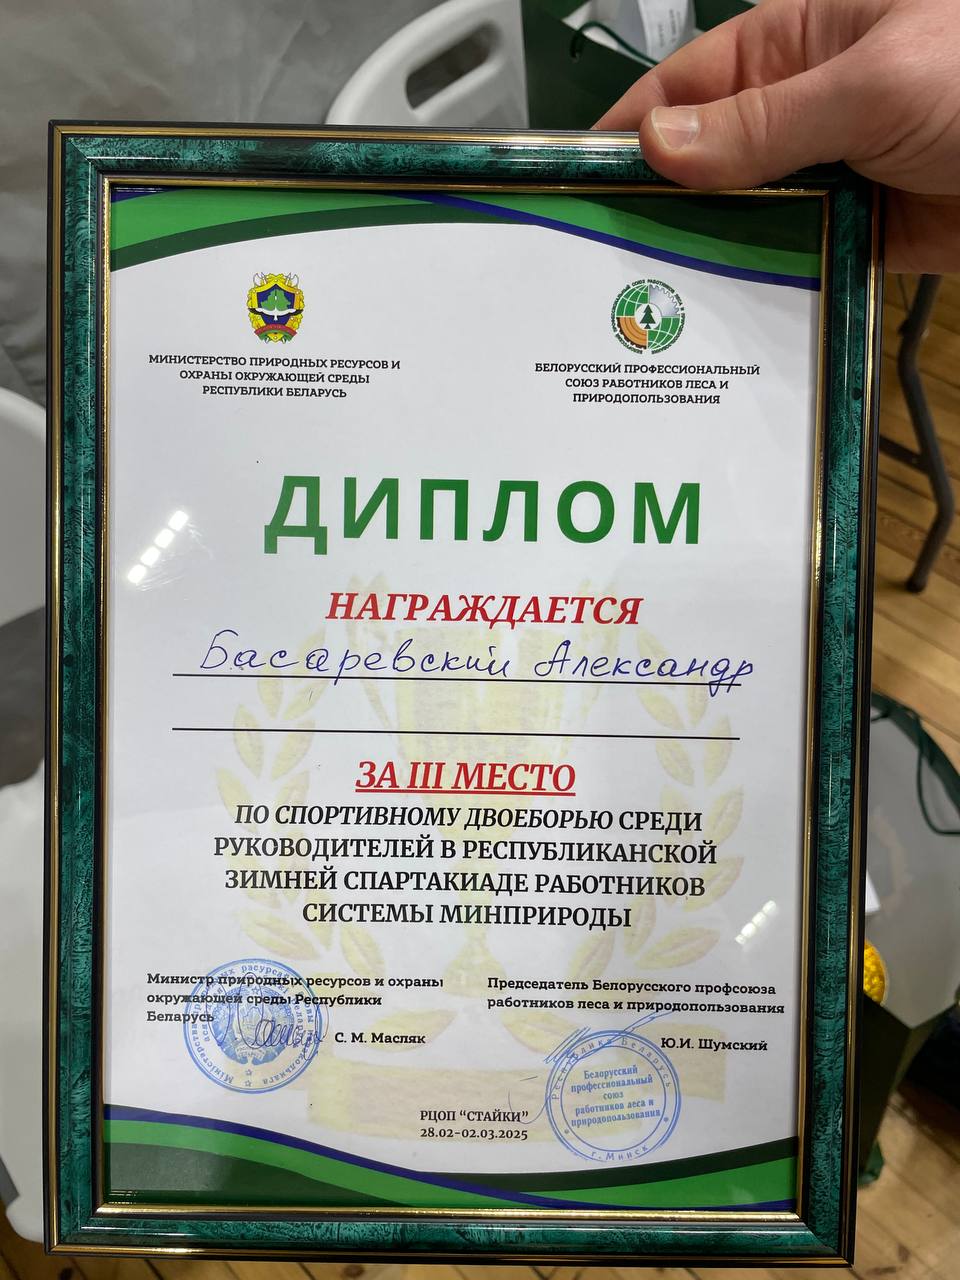 МИНИСТЕРСТВО ПРИРОДНЫХ РЕСУРСОВ И
ОХРАНЫ ОКРУЖАЮЩЕЙ СРЕДЫ
РЕСПУБЛИКИ БЕЛАРУСЬ
БЕЛОРУССКИЙ ПРОФЕССИОНАЛЬНЫЙ
СОЮЗ РАБОТНИКОВ ЛЕСА И
ПРИРОДОПОЛЬЗОВАНИЯ
ДИПЛОМ
НАГРАЖДАЕТСЯ
Басаревский Александр
ЗА III МЕСТО
ПО СПОРТИВНОМУ ДВОЕБОРЬЮ СРЕДИ
РУКОВОДИТЕЛЕЙ В РЕСПУБЛИКАНСКОЙ
ЗИМНЕЙ СПАРТАКИАДЕ РАБОТНИКОВ
СИСТЕМЫ МИНПРИРОДЫ
Министр природных ресурсов и охраны
окружающей среды Республики
Беларусь
С. М. Масляк
Председатель Белорусского профсоюза
работников леса и природопользования
Ю.И. Шумский
Рэспубліка Беларусь
Белорусский
профессиональный
союз
работников леса и
природопользования
г. Минск
РЦОП “СТАЙКИ”
28.02-02.03.2025